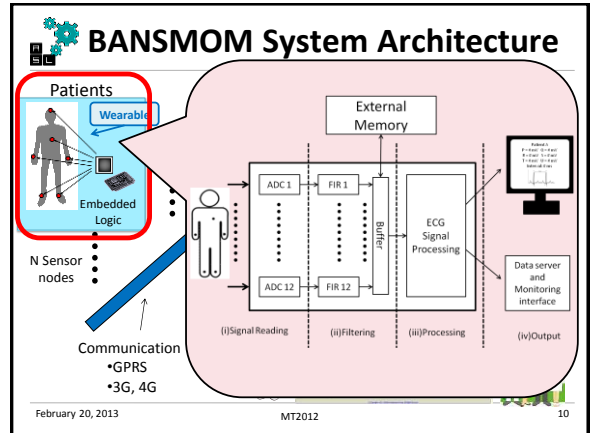 BANSMOM System Architecture
ASL
Patients
Wearable
Embedded
Logic
N Sensor
nodes
Communication
•GPRS
•3G, 4G
External
Memory
ADC 1
FIR 1
Buffer
ECG
Signal
Processing
ADC 12
FIR 12
Data server
and
Monitoring
interface
(i)Signal Reading
(ii)Filtering
(iii)Processing
(iv)Output
February 20, 2013
MT2012
10